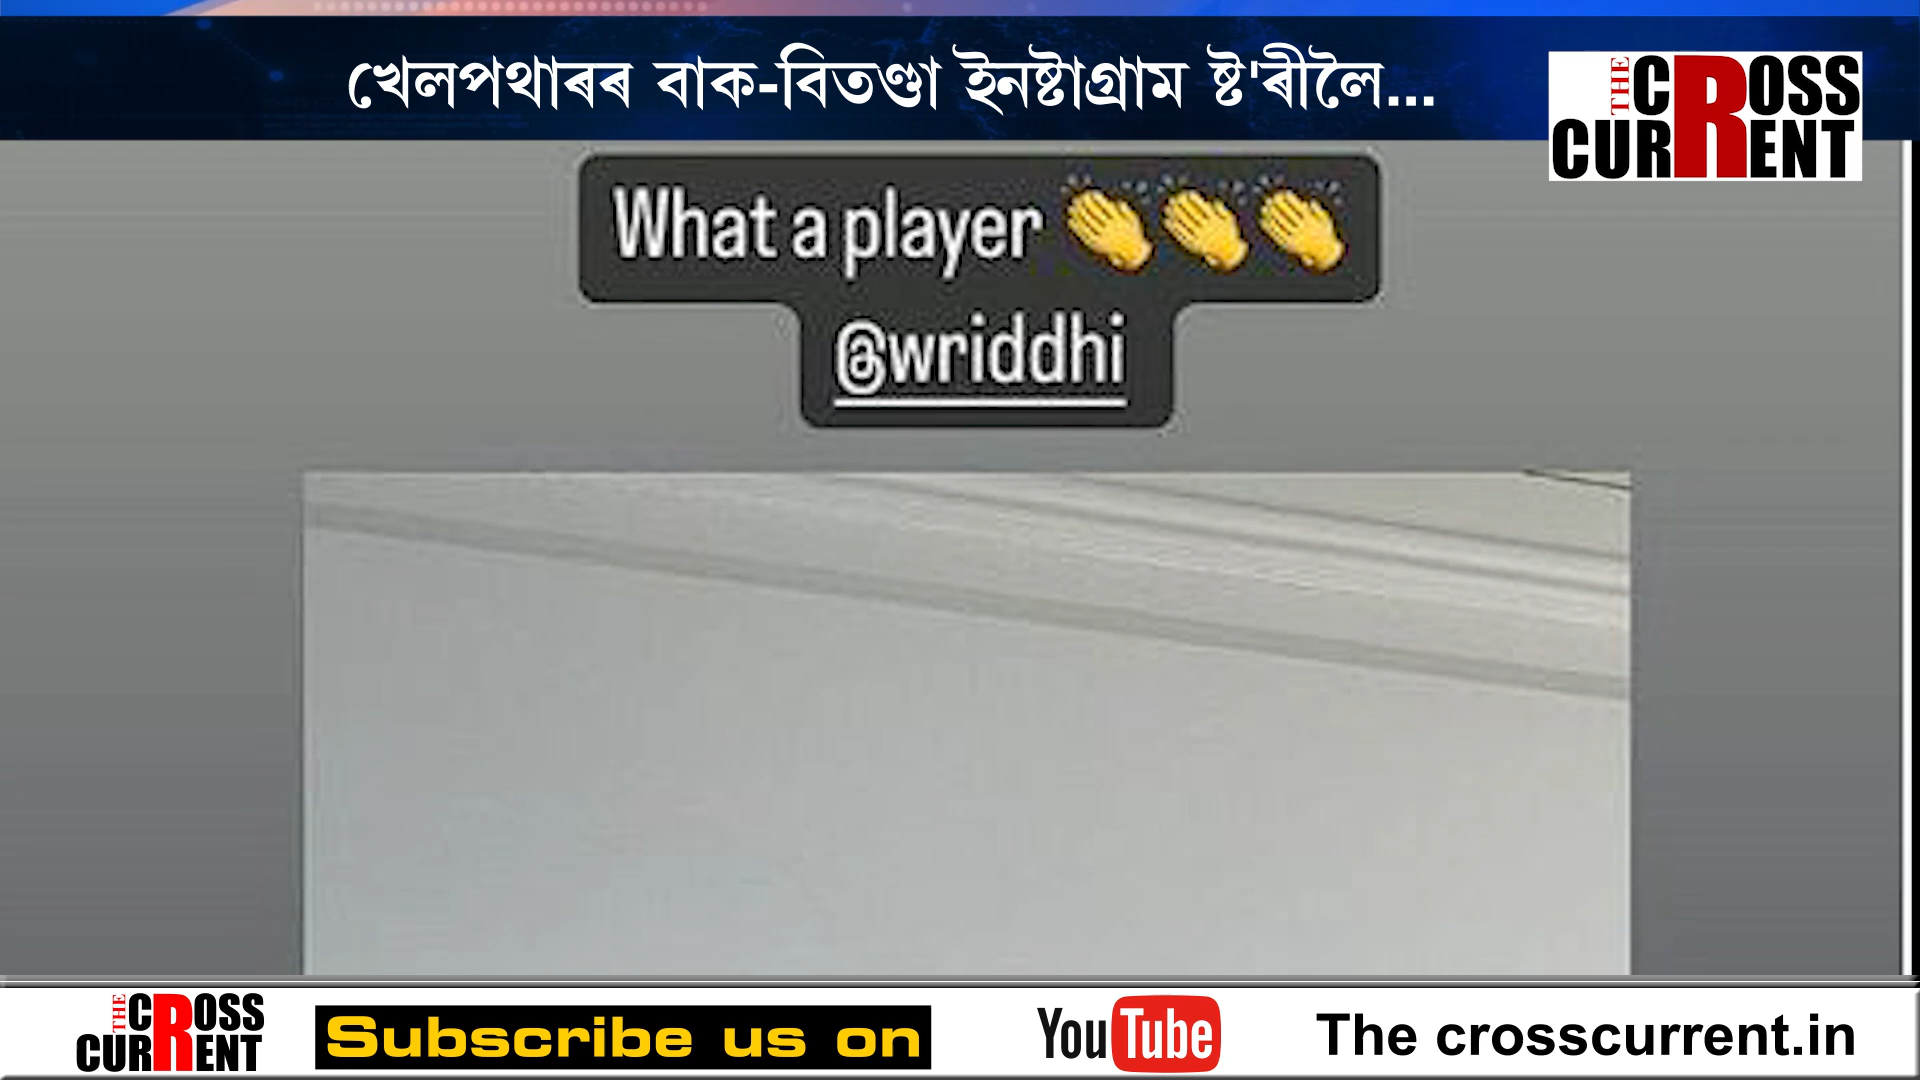 খেলপথাৰৰ বাক-বিতণ্ডা ইনষ্টাগ্ৰাম ষ্ট'ৰীলৈ...
THE CROSS CURRENT
What a player 👏👏👏
@wriddhi
THE CROSS CURRENT
Subscribe us on
YouTube
The crosscurrent.in